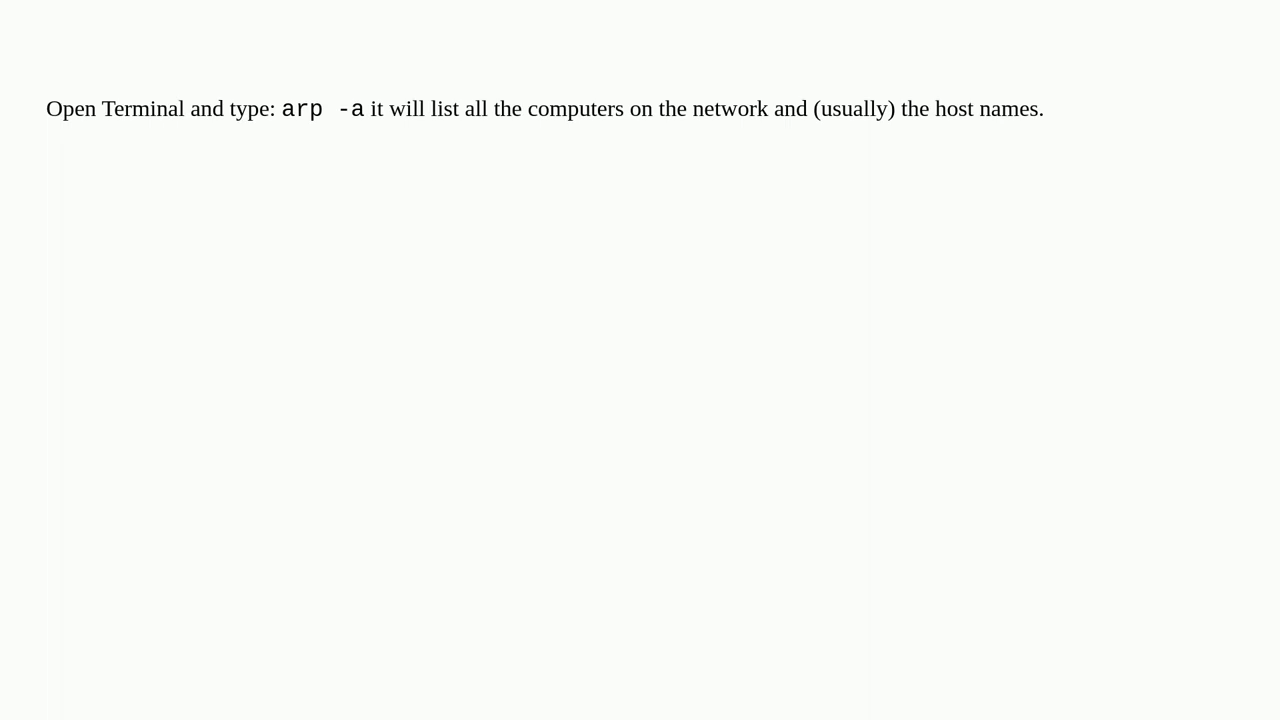 Open Terminal and type: arp -a it will list all the computers on the network and (usually) the host names.